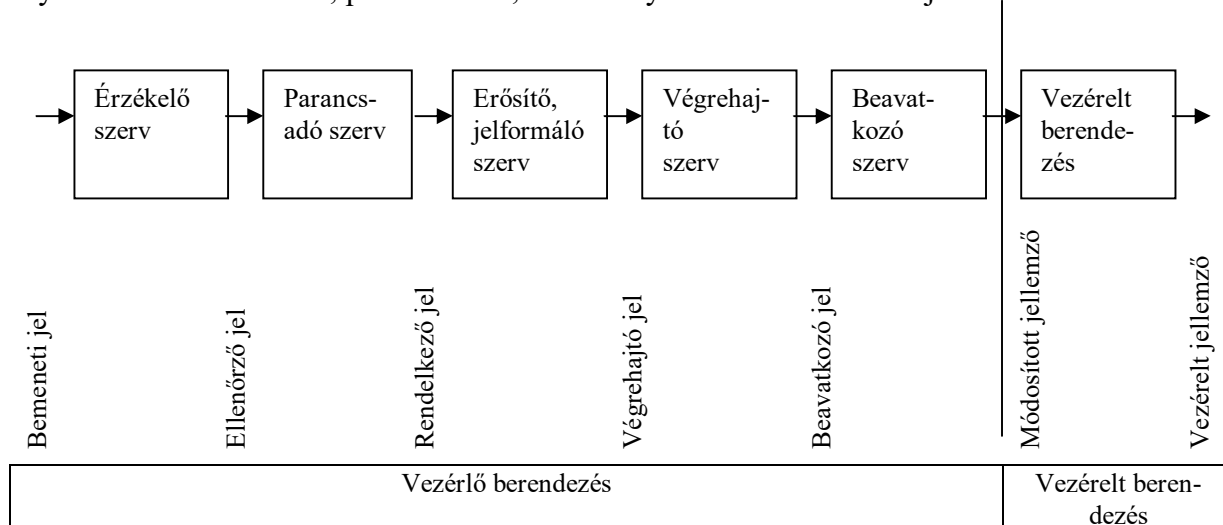 Érzékelő
szerv
Parancs-
adó szerv
Erősítő,
jelformáló
szerv
Végrehaj-
tó
szerv
Beavat-
kozó
szerv
Vezérelt
berende-
zés
Bemeneti jel
Ellenőrző jel
Rendelkező jel
Végrehajtó jel
Beavatkozó jel
Módosított jellemző
Vezérelt jellemző
Vezérlő berendezés
Vezérelt beren-
dezés